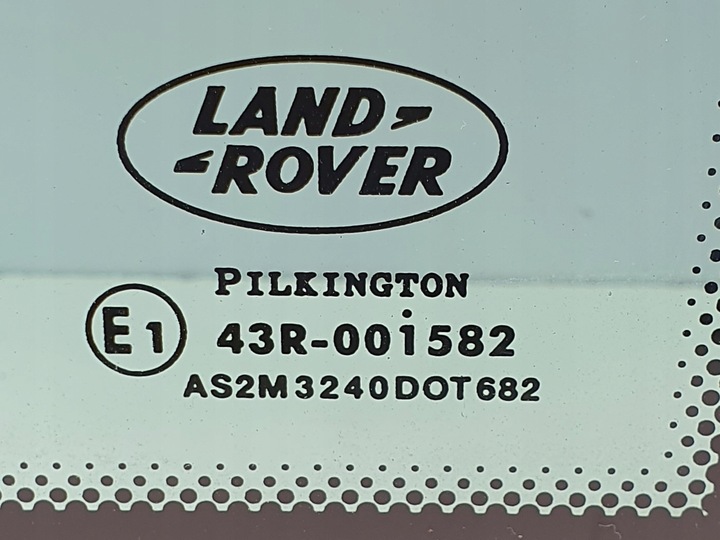 LAND
ROVER
PILKINGTON
E1 43R-001582
AS2M3240DOT682